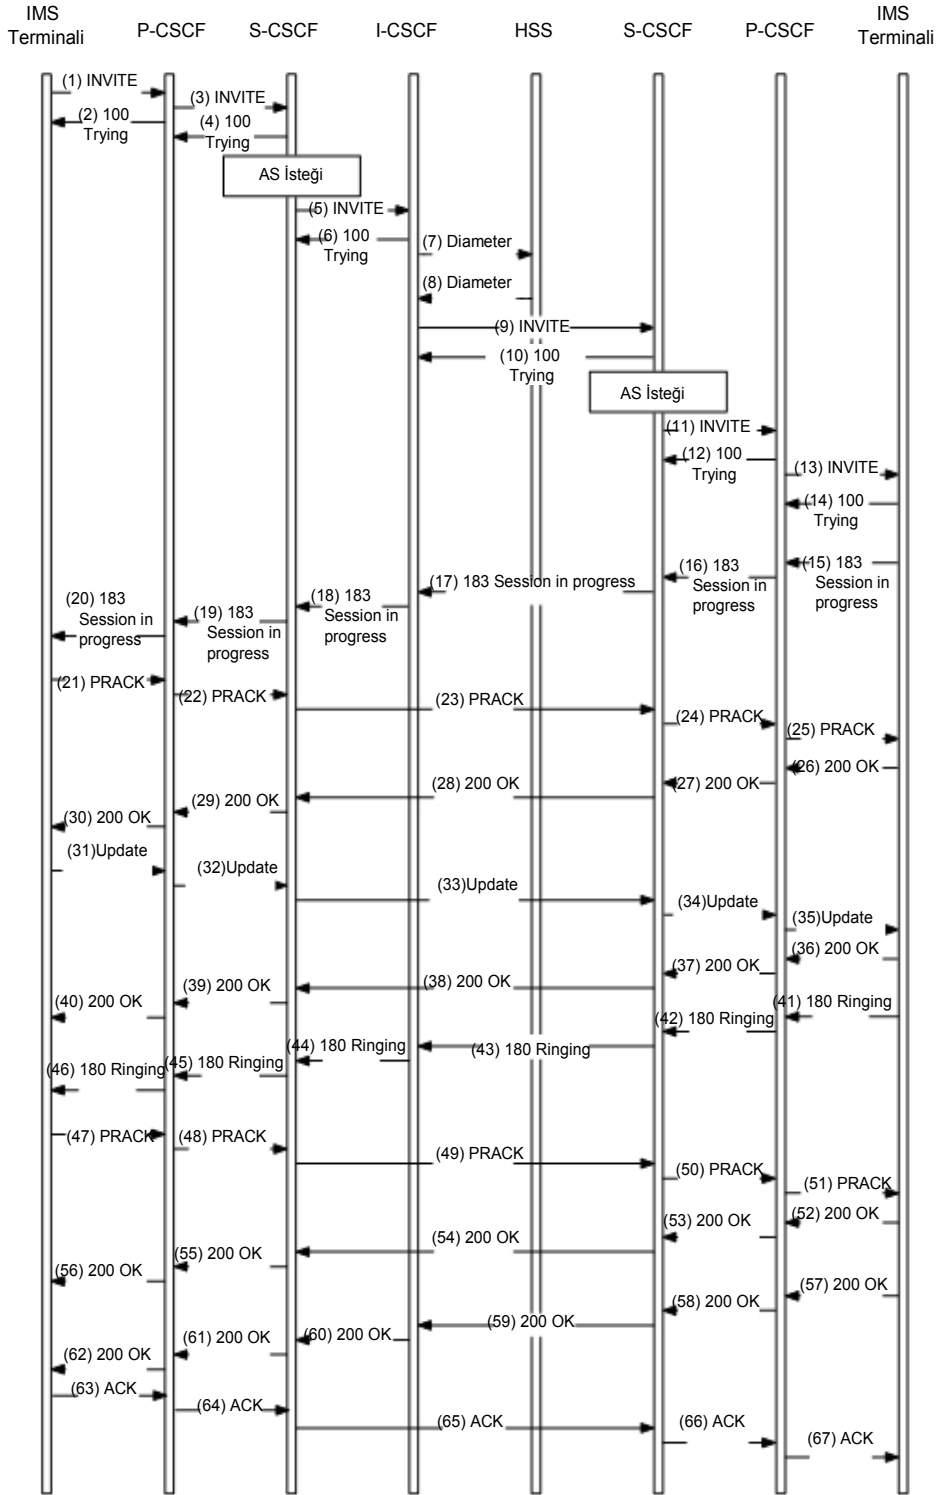 IMS
Terminali
P-CSCF
S-CSCF
I-CSCF
HSS
S-CSCF
P-CSCF
IMS
Terminali
(1) INVITE
(2) 100
Trying
(3) INVITE
(4) 100
Trying
AS İsteği
(5) INVITE
(6) 100
Trying
(7) Diameter
(8) Diameter
(9) INVITE
(10) 100
Trying
AS İsteği
(11) INVITE
(12) 100
Trying
(13) INVITE
(14) 100
Trying
(15) 183
Session in
progress
(16) 183
Session in
progress
(17) 183 Session in progress
(18) 183
Session in
progress
(19) 183
Session in
progress
(20) 183
Session in
progress
(21) PRACK
(22) PRACK
(23) PRACK
(24) PRACK
(25) PRACK
(26) 200 OK
(27) 200 OK
(28) 200 OK
(29) 200 OK
(30) 200 OK
(31)Update
(32)Update
(33)Update
(34)Update
(35)Update
(36) 200 OK
(37) 200 OK
(38) 200 OK
(39) 200 OK
(40) 200 OK
(41) 180 Ringing
(42) 180 Ringing
(43) 180 Ringing
(44) 180 Ringing
(45) 180 Ringing
(46) 180 Ringing
(47) PRACK
(48) PRACK
(49) PRACK
(50) PRACK
(51) PRACK
(52) 200 OK
(53) 200 OK
(54) 200 OK
(55) 200 OK
(56) 200 OK
(57) 200 OK
(58) 200 OK
(59) 200 OK
(60) 200 OK
(61) 200 OK
(62) 200 OK
(63) ACK
(64) ACK
(65) ACK
(66) ACK
(67) ACK